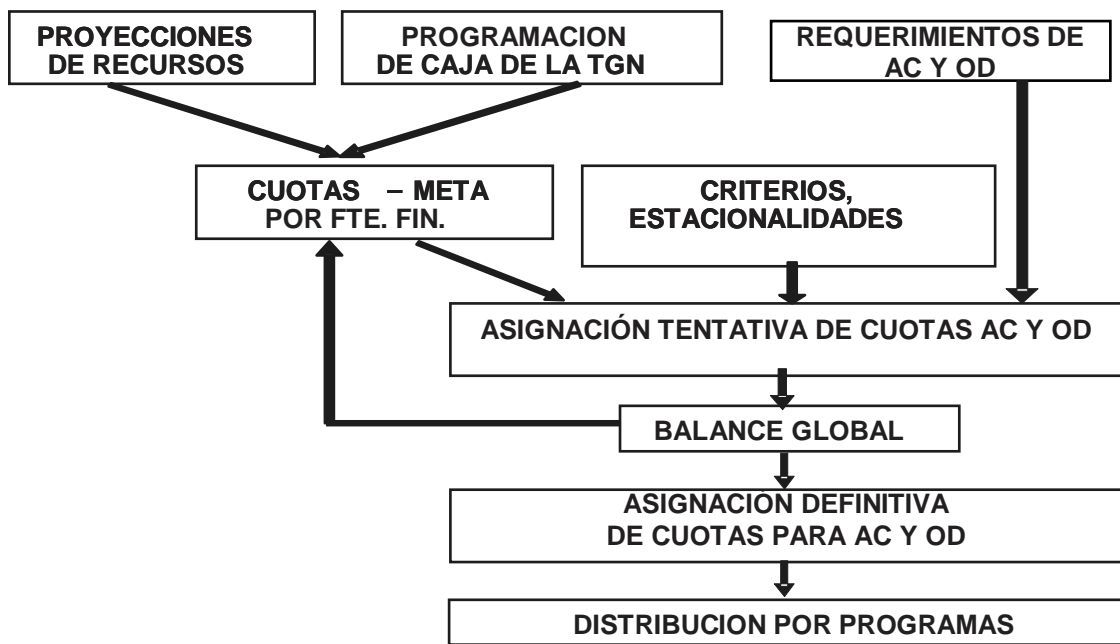 PROYECCIONES
DE RECURSOS
PROGRAMACION
DE CAJA DE LA TGN
REQUERIMIENTOS DE
AC Y OD
CUOTAS – META
POR FTE. FIN.
CRITERIOS,
ESTACIONALIDADES
ASIGNACIÓN TENTATIVA DE CUOTAS AC Y OD
BALANCE GLOBAL
ASIGNACIÓN DEFINITIVA
DE CUOTAS PARA AC Y OD
DISTRIBUCION POR PROGRAMAS